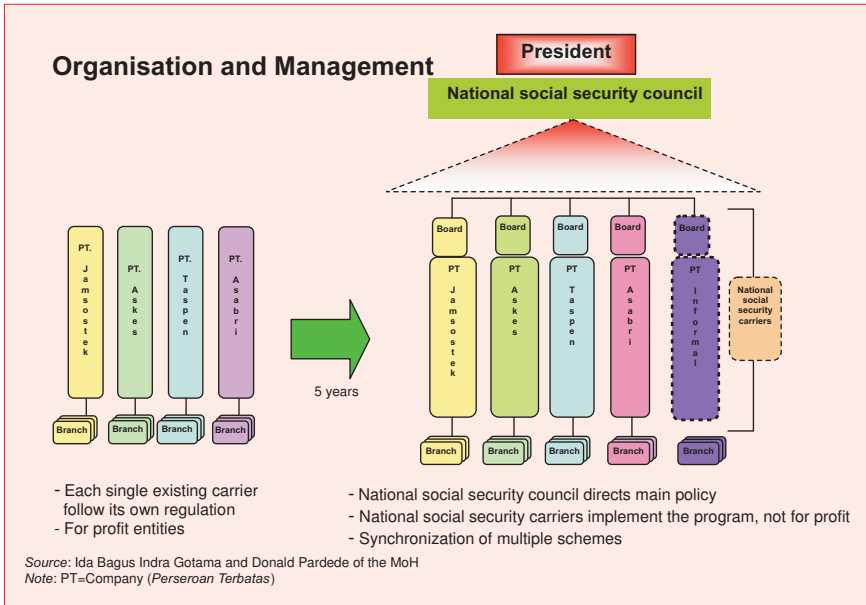 Organisation and Management
President
National social security council
PT. Jamsostek
PT. Askes
PT. Taspen
PT. Asabri
Branch
Branch
Branch
Branch
5 years
Board
Board
Board
Board
Board
PT Jamsostek
PT Askes
PT Taspen
PT Asabri
PT Informal
National
social
security
carriers
Branch
Branch
Branch
Branch
Branch
- Each single existing carrier
follow its own regulation
- For profit entities
- National social security council directs main policy
- National social security carriers implement the program, not for profit
- Synchronization of multiple schemes
Source: Ida Bagus Indra Gotama and Donald Pardede of the MoH
Note: PT=Company (Perseroan Terbatas)